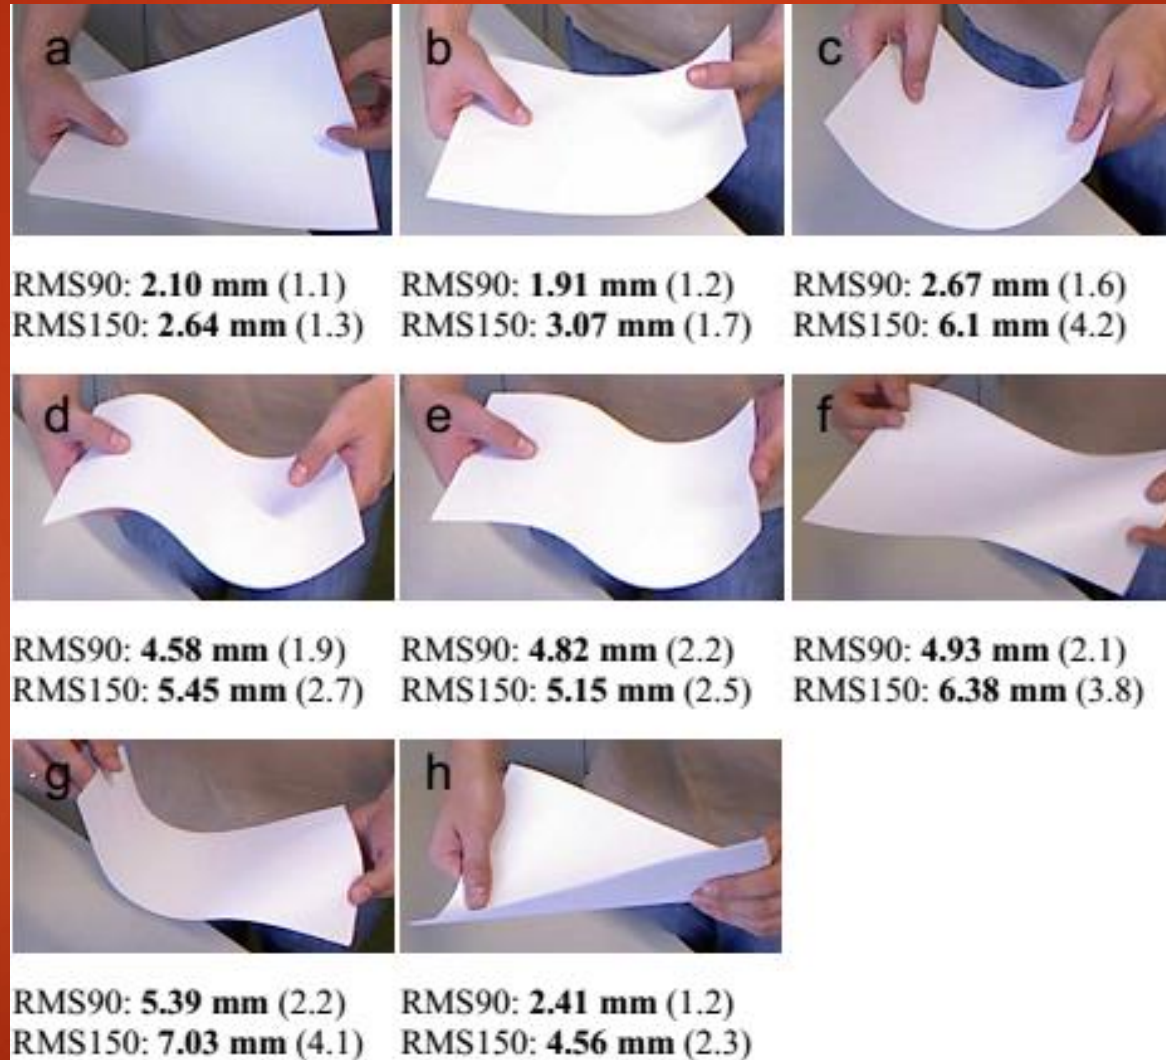 a b c
RMS90: 2.10 mm (1.1) RMS90: 1.91 mm (1.2) RMS90: 2.67 mm (1.6)
RMS150: 2.64 mm (1.3) RMS150: 3.07 mm (1.7) RMS150: 6.1 mm (4.2)
d e f
RMS90: 4.58 mm (1.9) RMS90: 4.82 mm (2.2) RMS90: 4.93 mm (2.1)
RMS150: 5.45 mm (2.7) RMS150: 5.15 mm (2.5) RMS150: 6.38 mm (3.8)
g h
RMS90: 5.39 mm (2.2) RMS90: 2.41 mm (1.2)
RMS150: 7.03 mm (4.1) RMS150: 4.56 mm (2.3)